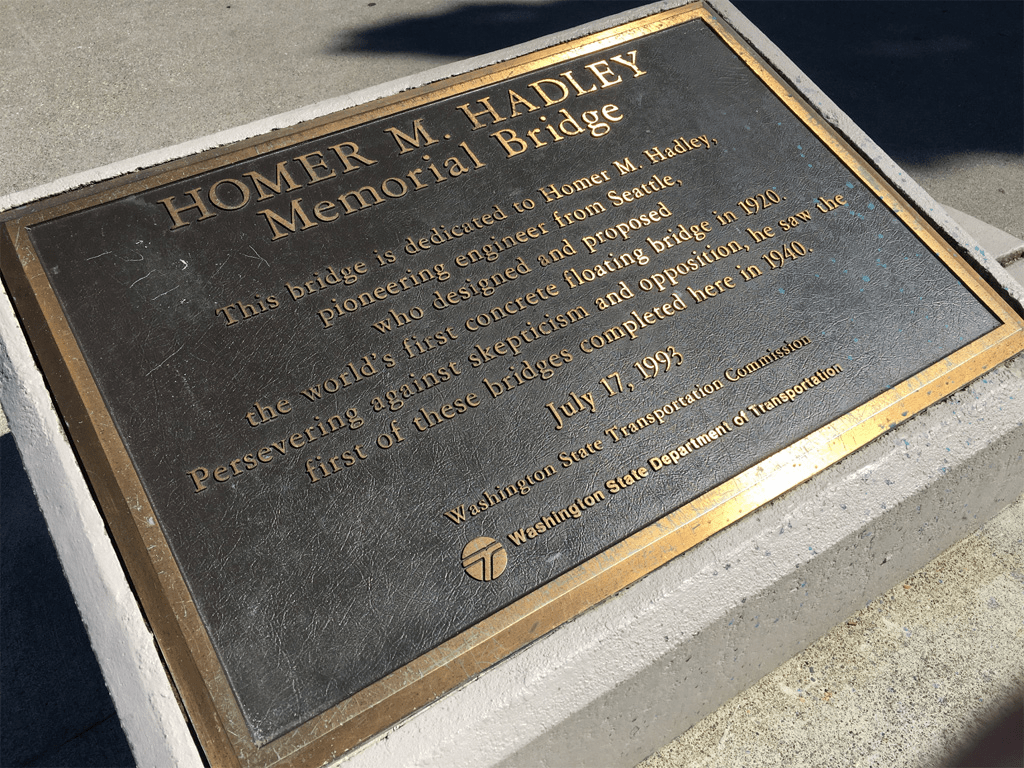 HOMER M. HADLEY
Memorial Bridge
This bridge is dedicated to Homer M. Hadley,
pioneering engineer from Seattle,
who designed and proposed
the world's first concrete floating bridge in 1920.
Persevering against skepticism and opposition, he saw the
first of these bridges completed here in 1940.
July 17, 1993
Washington State Transportation Commission
Washington State Department of Transportation